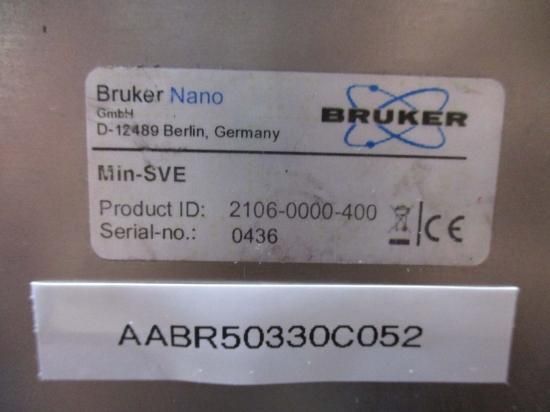 Bruker Nano
GmbH
D-12489 Berlin, Germany
BRUKER
Min-SVE
Product ID: 2106-0000-400
Serial-no.: 0436
CE
AABR50330C052